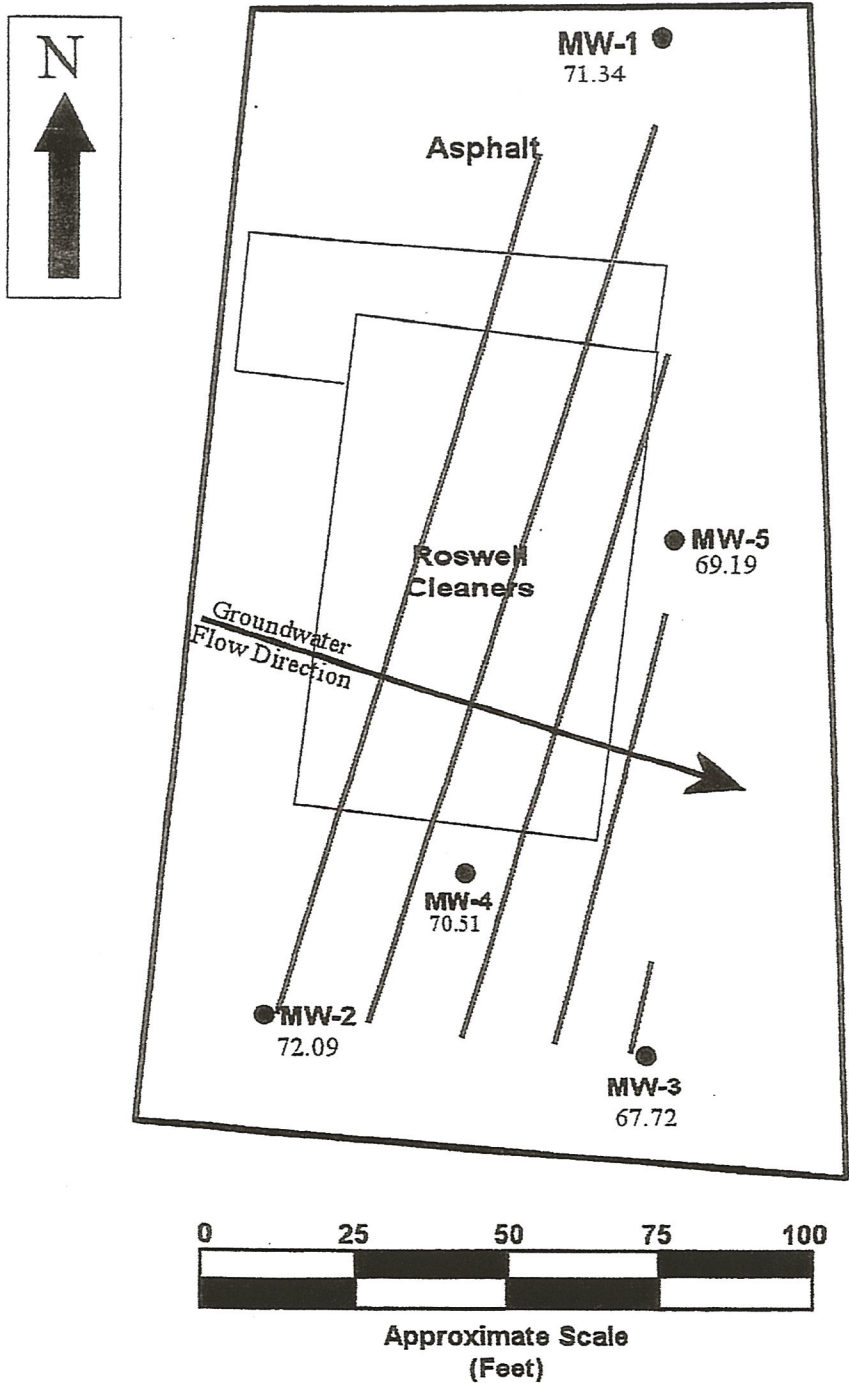 N
MW-1
71.34
Asphalt
MW-5
69.19
Roswell
Cleaners
Groundwater
Flow Direction
MW-4
70.51
MW-2
72.09
MW-3
67.72
0 25 50 75 100
Approximate Scale
(Feet)